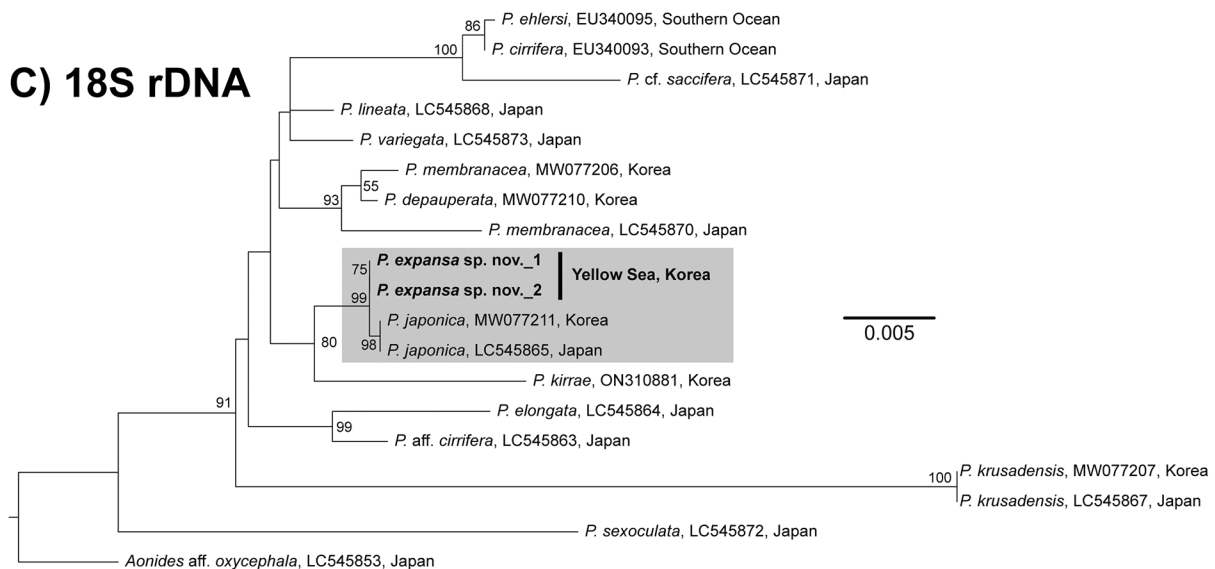 C) 18S rDNA
86
P. ehlersi, EU340095, Southern Ocean
100
P. cirrifera, EU340093, Southern Ocean
P. cf. saccifera, LC545871, Japan
P. lineata, LC545868, Japan
P. variegata, LC545873, Japan
P. membranacea, MW077206, Korea
55
93
P. depauperata, MW077210, Korea
P. membranacea, LC545870, Japan
75
P. expansa sp. nov._1
Yellow Sea, Korea
99
P. expansa sp. nov._2
P. japonica, MW077211, Korea
80
98
P. japonica, LC545865, Japan
0.005
P. kirrae, ON310881, Korea
91
P. elongata, LC545864, Japan
99
P. aff. cirrifera, LC545863, Japan
100
P. krusadensis, MW077207, Korea
P. krusadensis, LC545867, Japan
P. sexoculata, LC545872, Japan
Aonides aff. oxycephala, LC545853, Japan